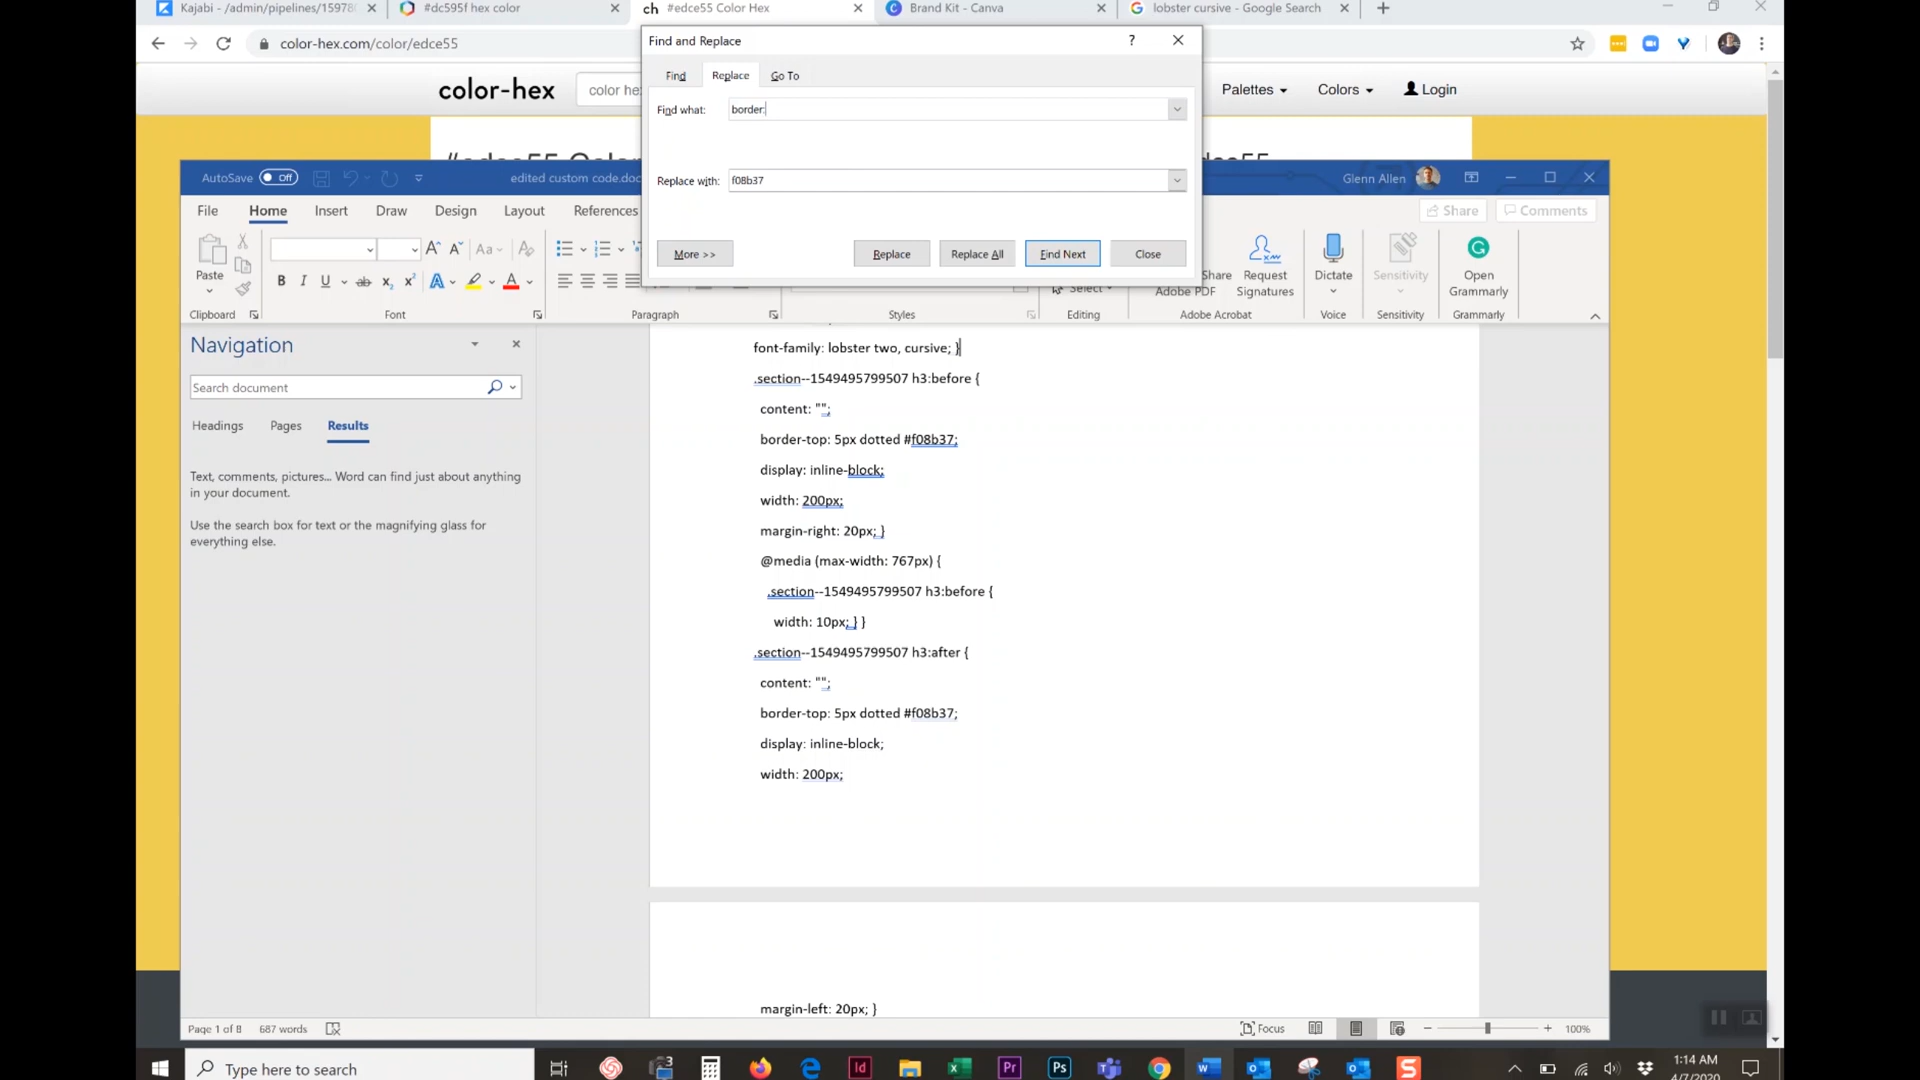 Kajabi - /admin/pipelines/15978
#dc595f hex color
ch #edce55 Color Hex
Brand Kit - Canva
lobster cursive - Google Search
color-hex.com/color/edce55
color-hex
color he
Palettes
Colors
Login
Find and Replace
?
Find
Replace
Go To
Find what:
border:
Replace with:
f08b37
More >>
Replace
Replace All
Find Next
Close
AutoSave Off
edited custom code.doc
Glenn Allen
File
Home
Insert
Draw
Design
Layout
References
Share
Comments
Paste
Clipboard
Font
Paragraph
Styles
Select
Editing
Share
Adobe PDF
Request
Signatures
Adobe Acrobat
Dictate
Voice
Sensitivity
Sensitivity
Open
Grammarly
Grammarly
Navigation
Search document
Headings
Pages
Results
Text, comments, pictures... Word can find just about anything
in your document.
Use the search box for text or the magnifying glass for
everything else.
font-family: lobster two, cursive; }
.section--1549495799507 h3:before {
content: "";
border-top: 5px dotted #f08b37;
display: inline-block;
width: 200px;
margin-right: 20px; }
@media (max-width: 767px) {
.section--1549495799507 h3:before {
width: 10px; } }
.section--1549495799507 h3:after {
content: "";
border-top: 5px dotted #f08b37;
display: inline-block;
width: 200px;
margin-left: 20px; }
Page 1 of 8
687 words
Focus
100%
Type here to search
1:14 AM
4/7/2020